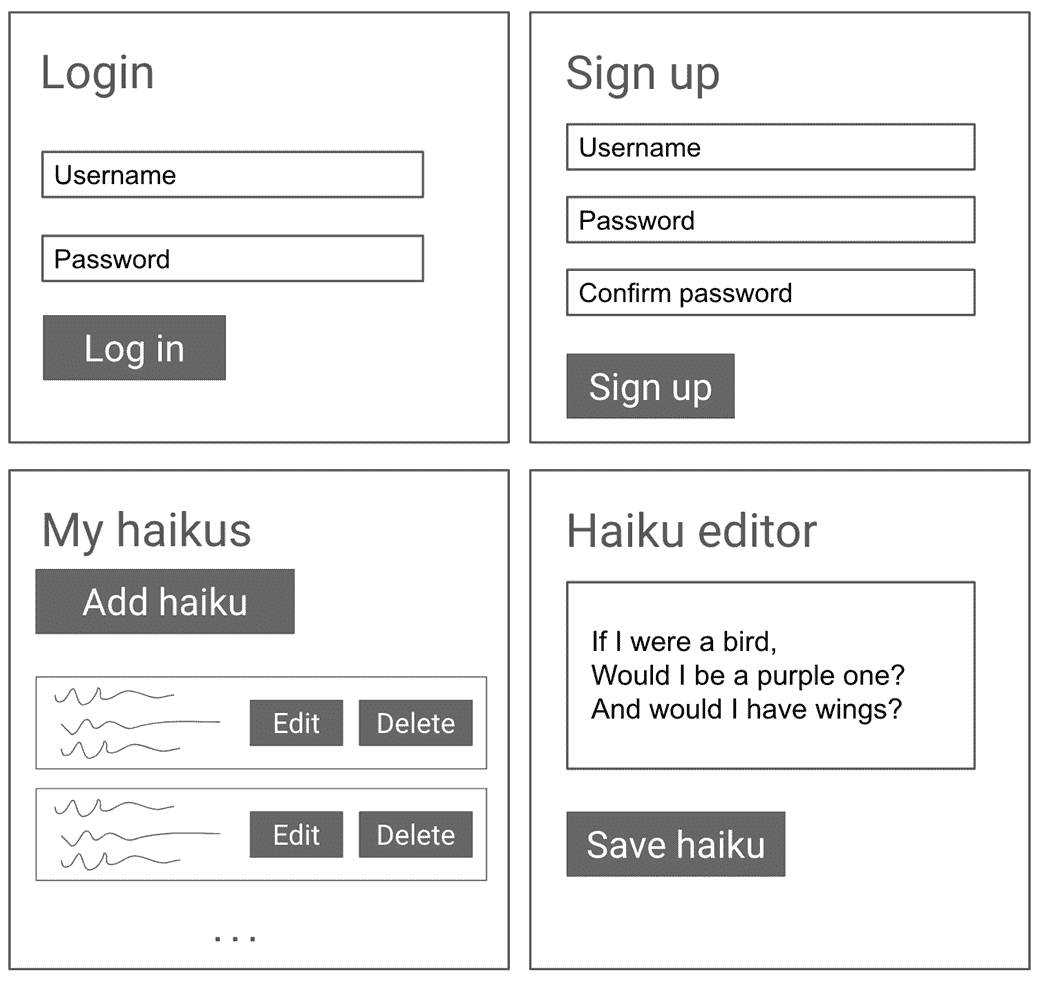 Login
Username
Password
Log in
Sign up
Username
Password
Confirm password
Sign up
My haikus
Add haiku
Edit Delete
Edit Delete
...
Haiku editor
If I were a bird,
Would I be a purple one?
And would I have wings?
Save haiku